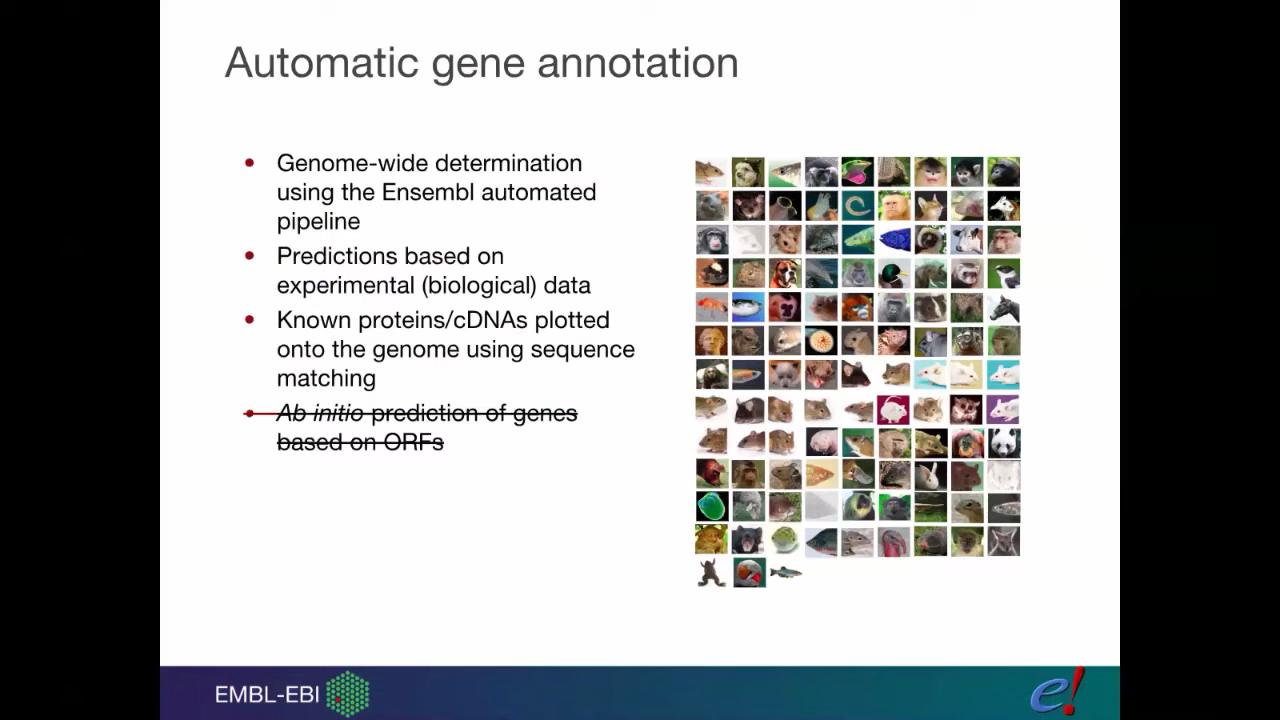 Automatic gene annotation
• Genome-wide determination
using the Ensembl automated
pipeline
• Predictions based on
experimental (biological) data
• Known proteins/cDNAs plotted
onto the genome using sequence
matching
• Ab initio prediction of genes
based on ORFs
EMBL-EBI
e!